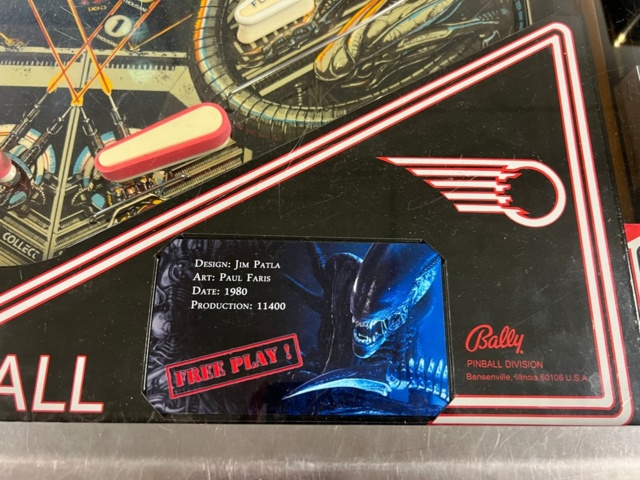 1
COLLECT
DESIGN: JIM PATLA
ART: PAUL FARIS
DATE: 1980
PRODUCTION: 11400
FREE PLAY !
ALL
Bally
PINBALL DIVISION
Bensenville, Illinois 60106 U.S.A.